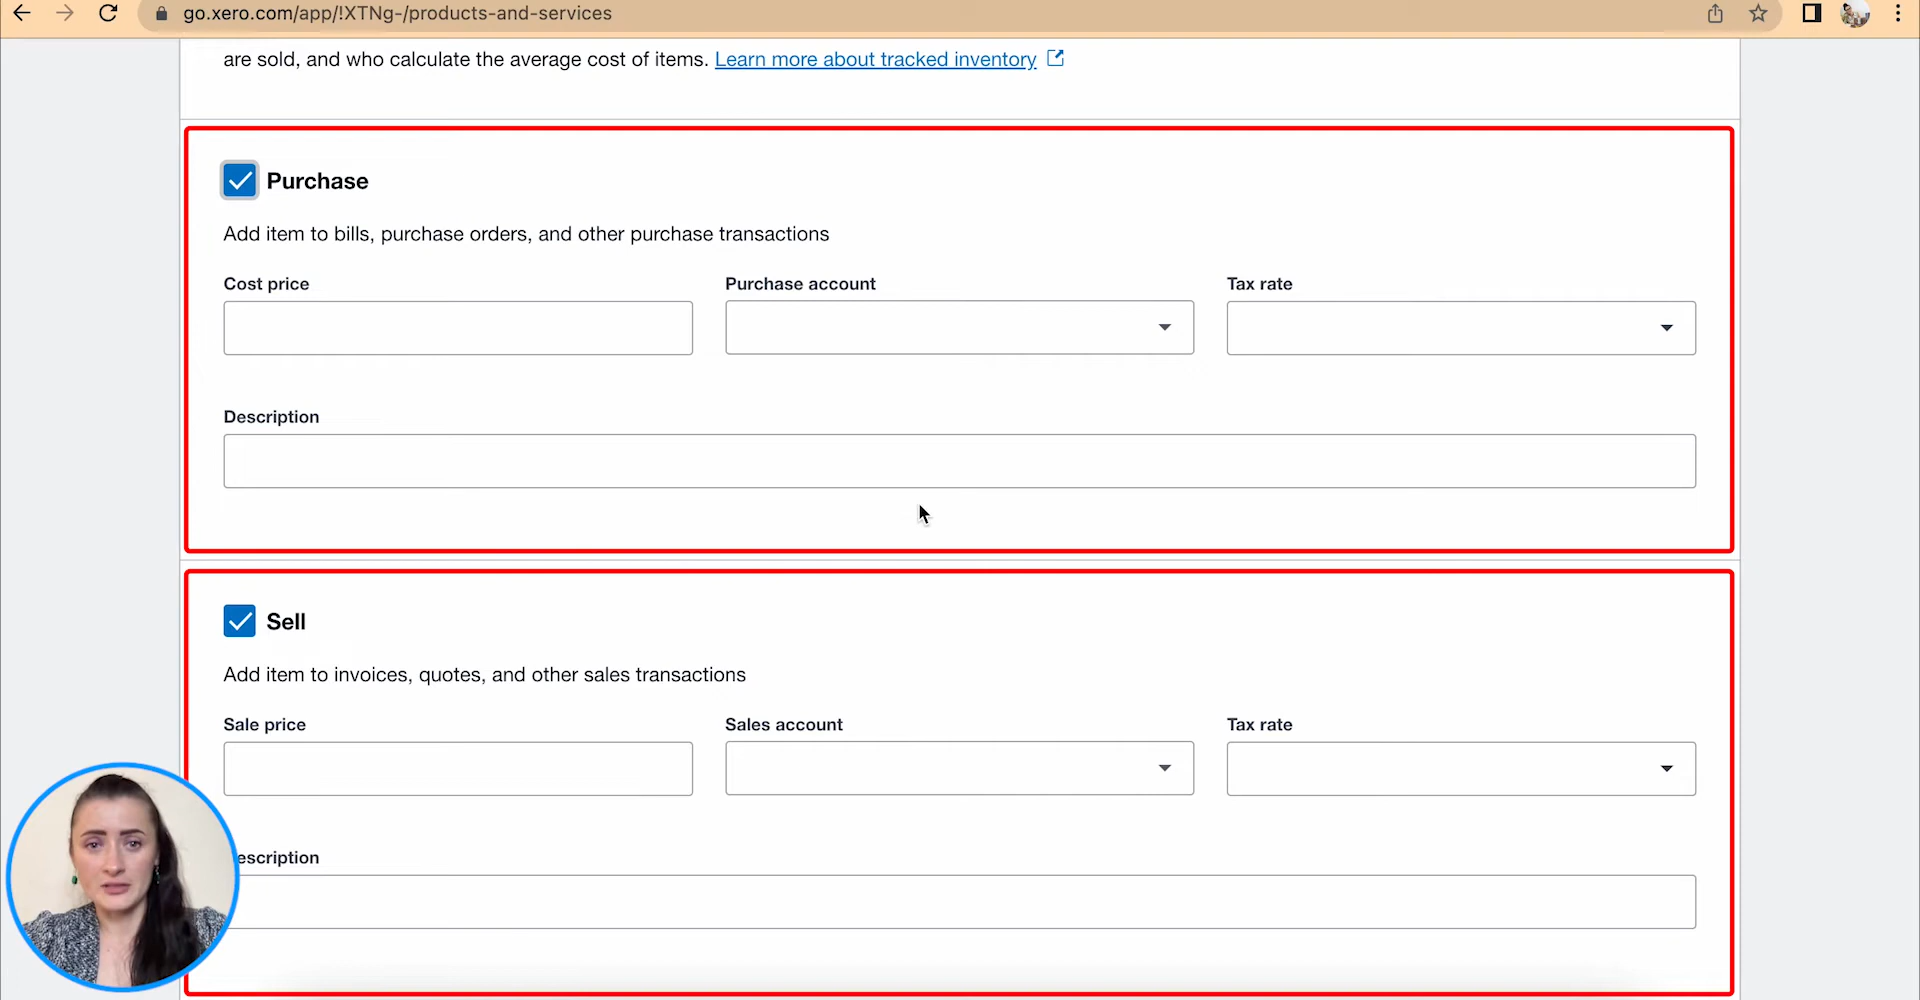 go.xero.com/app/!XTNg-/products-and-services
are sold, and who calculate the average cost of items. Learn more about tracked inventory
Purchase
Add item to bills, purchase orders, and other purchase transactions
Cost price
Purchase account
Tax rate
Description
Sell
Add item to invoices, quotes, and other sales transactions
Sale price
Sales account
Tax rate
escription